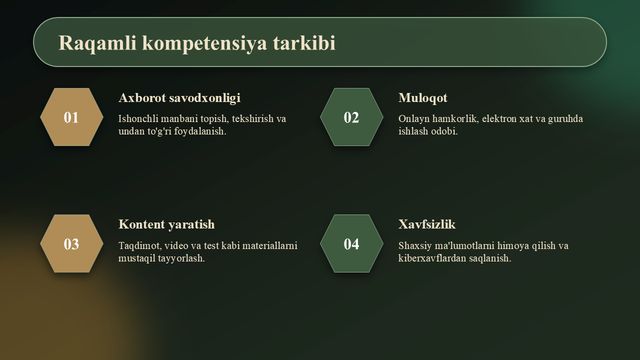 Raqamli kompetensiya tarkibi
01
Axborot savodxonligi
Ishonchli manbani topish, tekshirish va
undan to'g'ri foydalanish.
02
Muloqot
Onlayn hamkorlik, elektron xat va guruhda
ishlash odobi.
03
Kontent yaratish
Taqdimot, video va test kabi materiallarni
mustaqil tayyorlash.
04
Xavfsizlik
Shaxsiy ma'lumotlarni himoya qilish va
kiberxavflardan saqlanish.